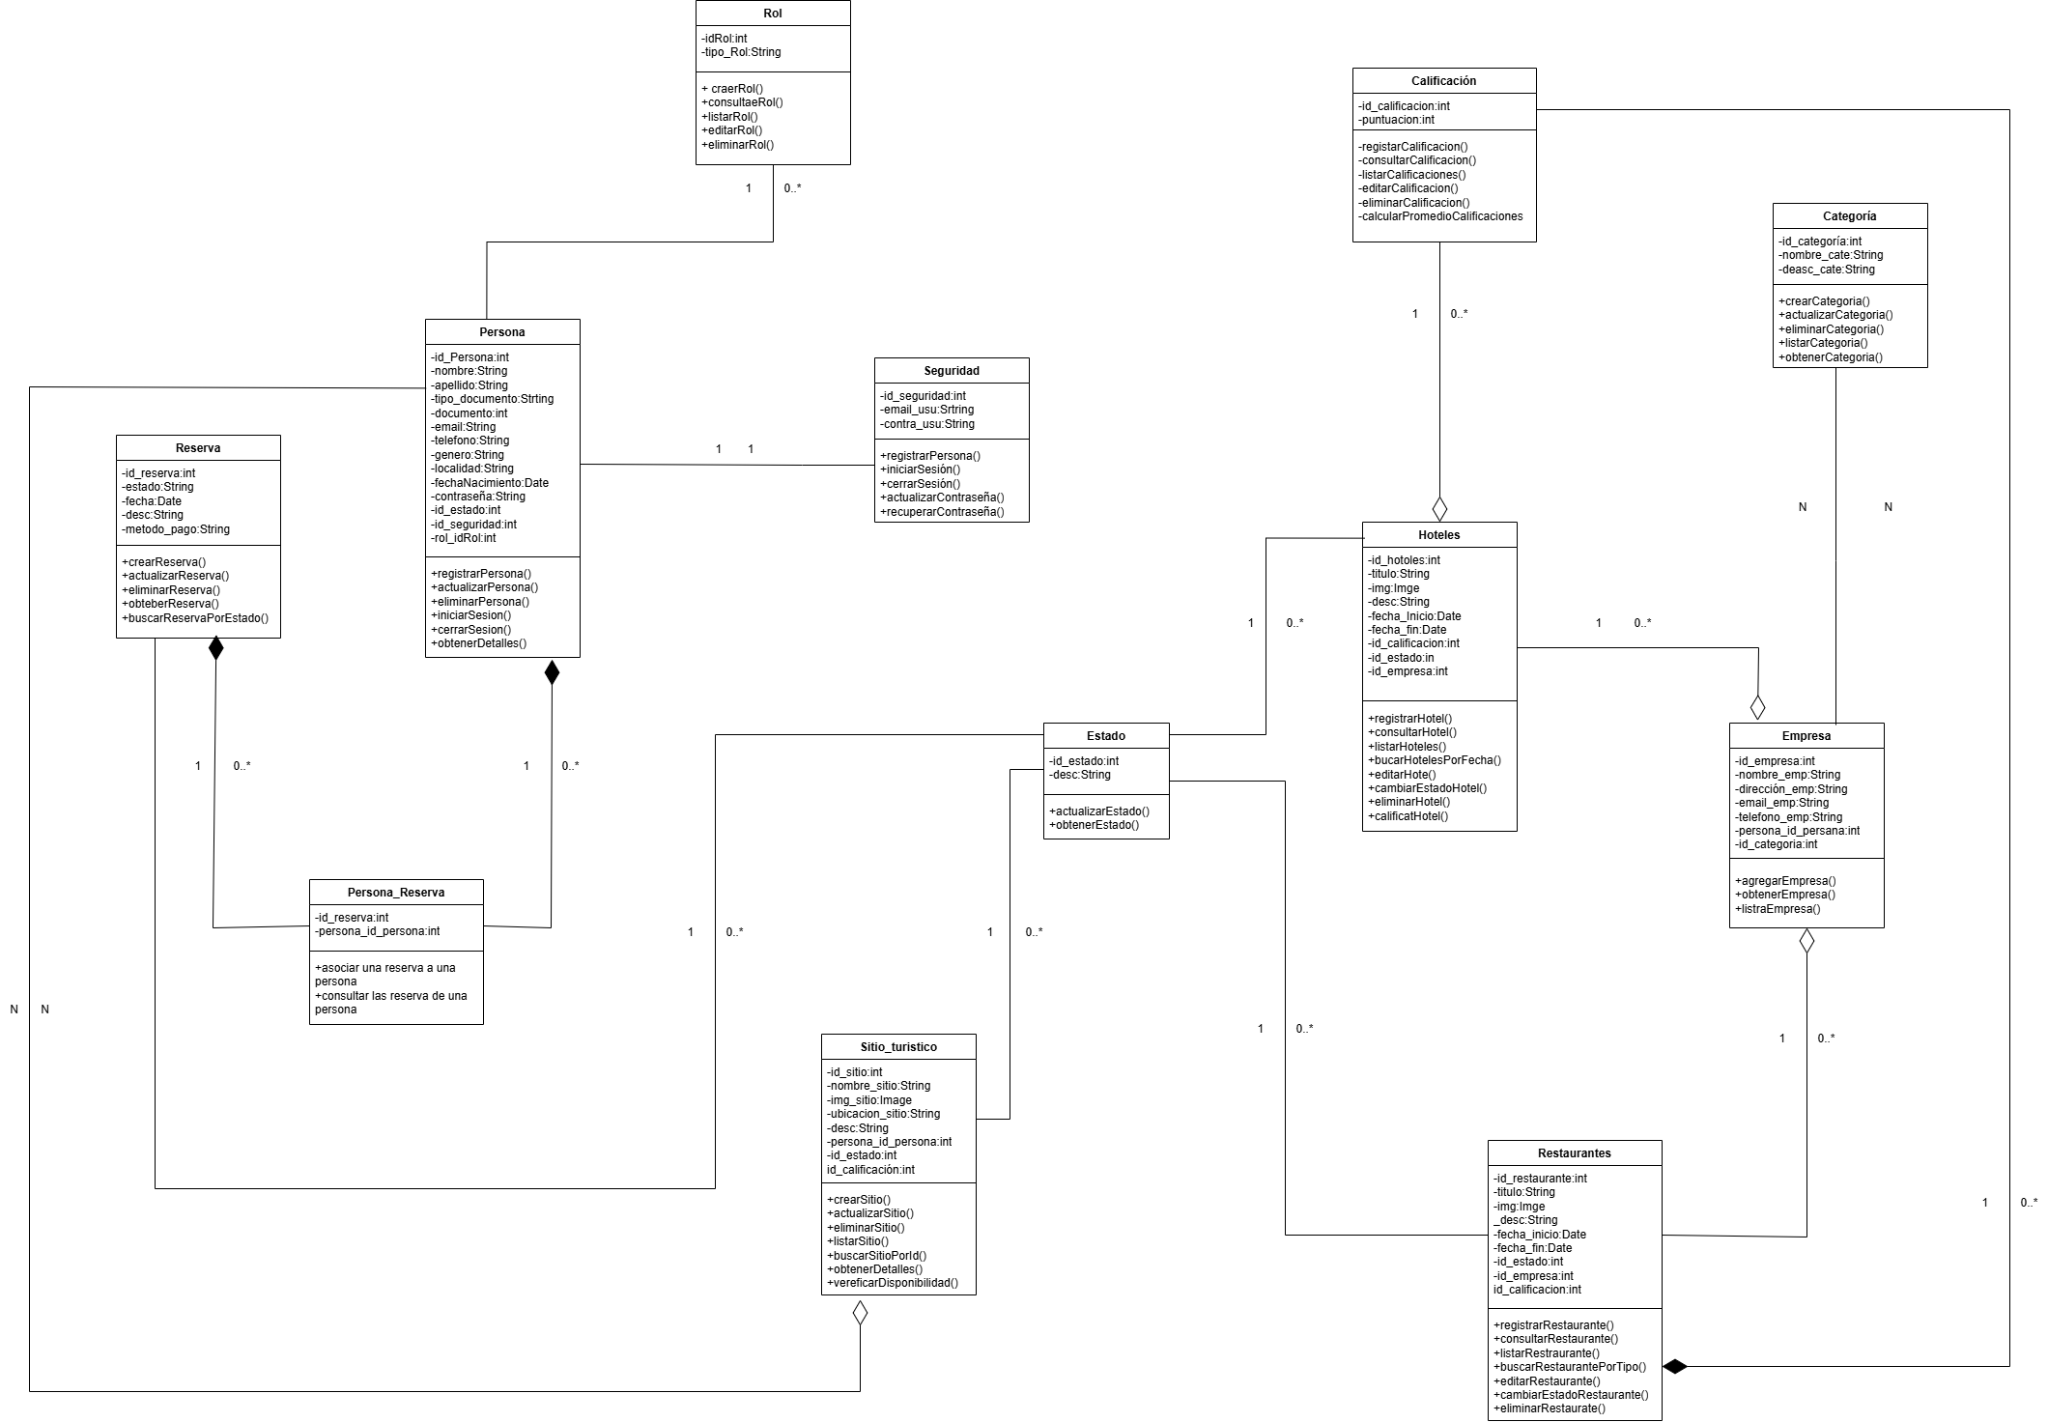 Rol
-idRol:int
-tipo_Rol:String
+ craerRol()
+consultaeRol()
+listarRol()
+editarRol()
+eliminarRol()
1
0..*
Calificación
-id_calificacion:int
-puntuacion:int
-registarCalificacion()
-consultarCalificacion()
-listarCalificaciones()
-editarCalificacion()
-eliminarCalificacion()
-calcularPromedioCalificaciones
1
0..*
Categoría
-id_categoría:int
-nombre_cate:String
-deasc_cate:String
+crearCategoria()
+actualizarCategoria()
+eliminarCategoria()
+listarCategoria()
+obtenerCategoria()
N
N
Persona
-id_Persona:int
-nombre:String
-apellido:String
-tipo_documento:Strting
-documento:int
-email:String
-telefono:String
-genero:String
-localidad:String
-fechaNacimiento:Date
-contraseña:String
-id_estado:int
-id_seguridad:int
-rol_idRol:int
+registrarPersona()
+actualizarPersona()
+eliminarPersona()
+iniciarSesion()
+cerrarSesion()
+obtenerDetalles()
1
1
Seguridad
-id_seguridad:int
-email_usu:Srtring
-contra_usu:String
+registrarPersona()
+iniciarSesión()
+cerrarSesión()
+actualizarContraseña()
+recuperarContraseña()
Reserva
-id_reserva:int
-estado:String
-fecha:Date
-desc:String
-metodo_pago:String
+crearReserva()
+actualizarReserva()
+eliminarReserva()
+obteberReserva()
+buscarReservaPorEstado()
1
0..*
1
0..*
Hoteles
-id_hotoles:int
-titulo:String
-img:Imge
-desc:String
-fecha_Inicio:Date
-fecha_fin:Date
-id_calificacion:int
-id_estado:in
-id_empresa:int
+registrarHotel()
+consultarHotel()
+listarHoteles()
+bucarHotelesPorFecha()
+editarHote()
+cambiarEstadoHotel()
+eliminarHotel()
+calificatHotel()
1
0..*
1
0..*
Estado
-id_estado:int
-desc:String
+actualizarEstado()
+obtenerEstado()
Empresa
-id_empresa:int
-nombre_emp:String
-dirección_emp:String
-email_emp:String
-telefono_emp:String
-persona_id_persana:int
-id_categoria:int
+agregarEmpresa()
+obtenerEmpresa()
+listraEmpresa()
Persona_Reserva
-id_reserva:int
-persona_id_persona:int
+asociar una reserva a una
persona
+consultar las reserva de una
persona
1
0..*
1
0..*
N
N
1
0..*
1
0..*
Sitio_turistico
-id_sitio:int
-nombre_sitio:String
-img_sitio:Image
-ubicacion_sitio:String
-desc:String
-persona_id_persona:int
-id_estado:int
id_calificación:int
+crearSitio()
+actualizarSitio()
+eliminarSitio()
+listarSitio()
+buscarSitioPorId()
+obtenerDetalles()
+vereficarDisponibilidad()
Restaurantes
-id_restaurante:int
-titulo:String
-img:Imge
_desc:String
-fecha_inicio:Date
-fecha_fin:Date
-id_estado:int
-id_empresa:int
id_calificacion:int
+registrarRestaurante()
+consultarRestaurante()
+listarRestraurante()
+buscarRestaurantePorTipo()
+editarRestaurante()
+cambiarEstadoRestaurante()
+eliminarRestaurate()
1
0..*